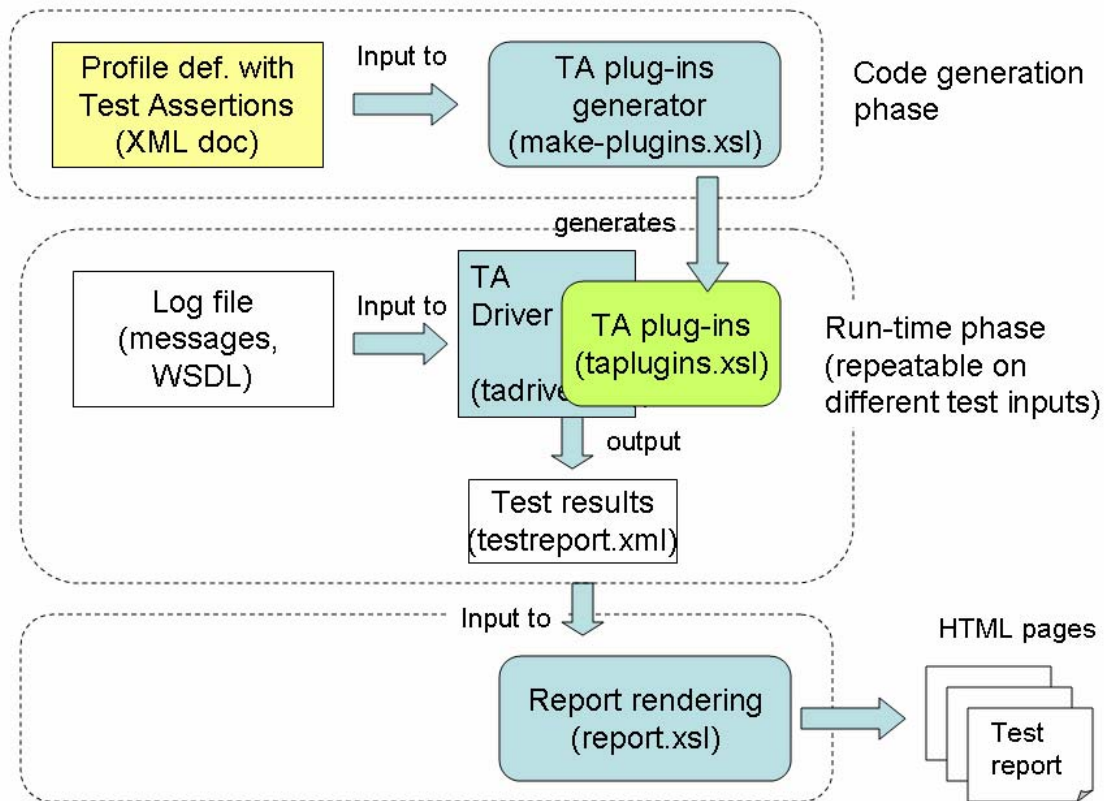 Profile def. with
Test Assertions
(XML doc)
Input to
TA plug-ins
generator
(make-plugins.xsl)
Code generation
phase
generates
Log file
(messages,
WSDL)
Input to
TA
Driver
(tadrive
TA plug-ins
(taplugins.xsl)
Run-time phase
(repeatable on
different test inputs)
output
Test results
(testreport.xml)
Input to
Report rendering
(report.xsl)
HTML pages
Test
report